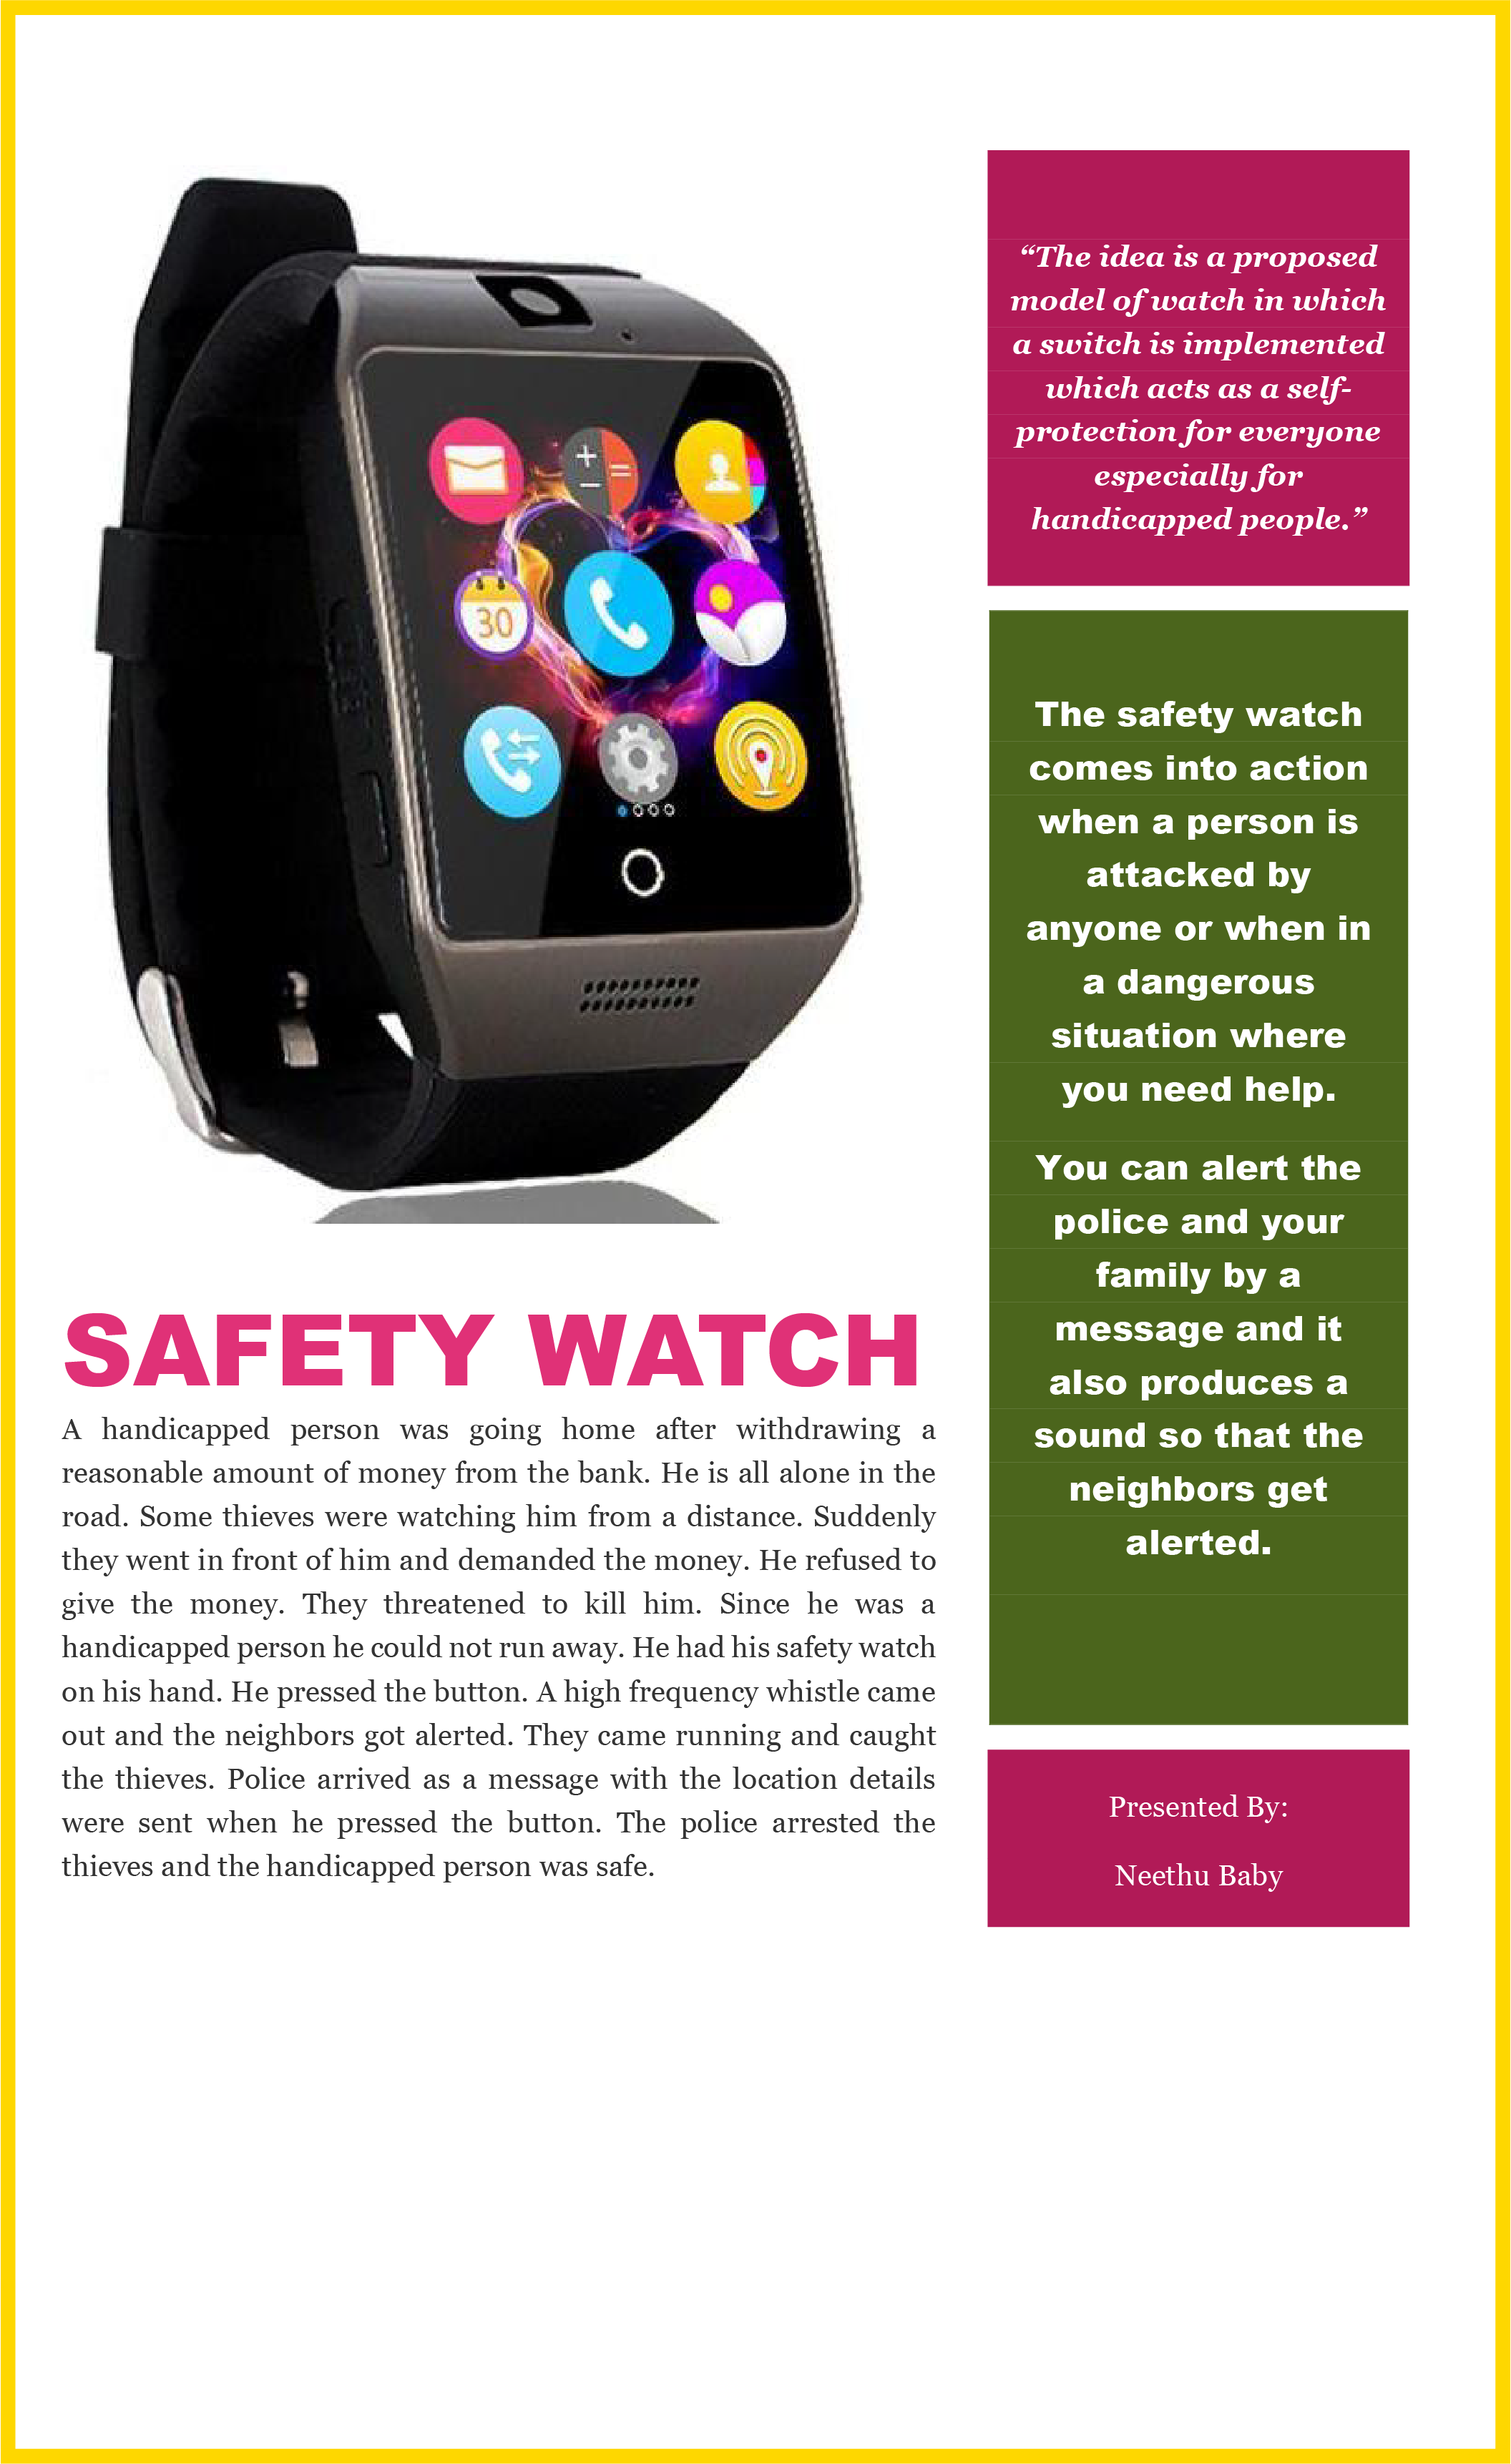 30
SAFETY WATCH
A handicapped person was going home after withdrawing a
reasonable amount of money from the bank. He is all alone in the
road. Some thieves were watching him from a distance. Suddenly
they went in front of him and demanded the money. He refused to
give the money. They threatened to kill him. Since he was a
handicapped person he could not run away. He had his safety watch
on his hand. He pressed the button. A high frequency whistle came
out and the neighbors got alerted. They came running and caught
the thieves. Police arrived as a message with the location details
were sent when he pressed the button. The police arrested the
thieves and the handicapped person was safe.
“The idea is a proposed
model of watch in which
a switch is implemented
which acts as a self-
protection for everyone
especially for
handicapped people.”
The safety watch
comes into action
when a person is
attacked by
anyone or when in
a dangerous
situation where
you need help.
You can alert the
police and your
family by a
message and it
also produces a
sound so that the
neighbors get
alerted.
Presented By:
Neethu Baby